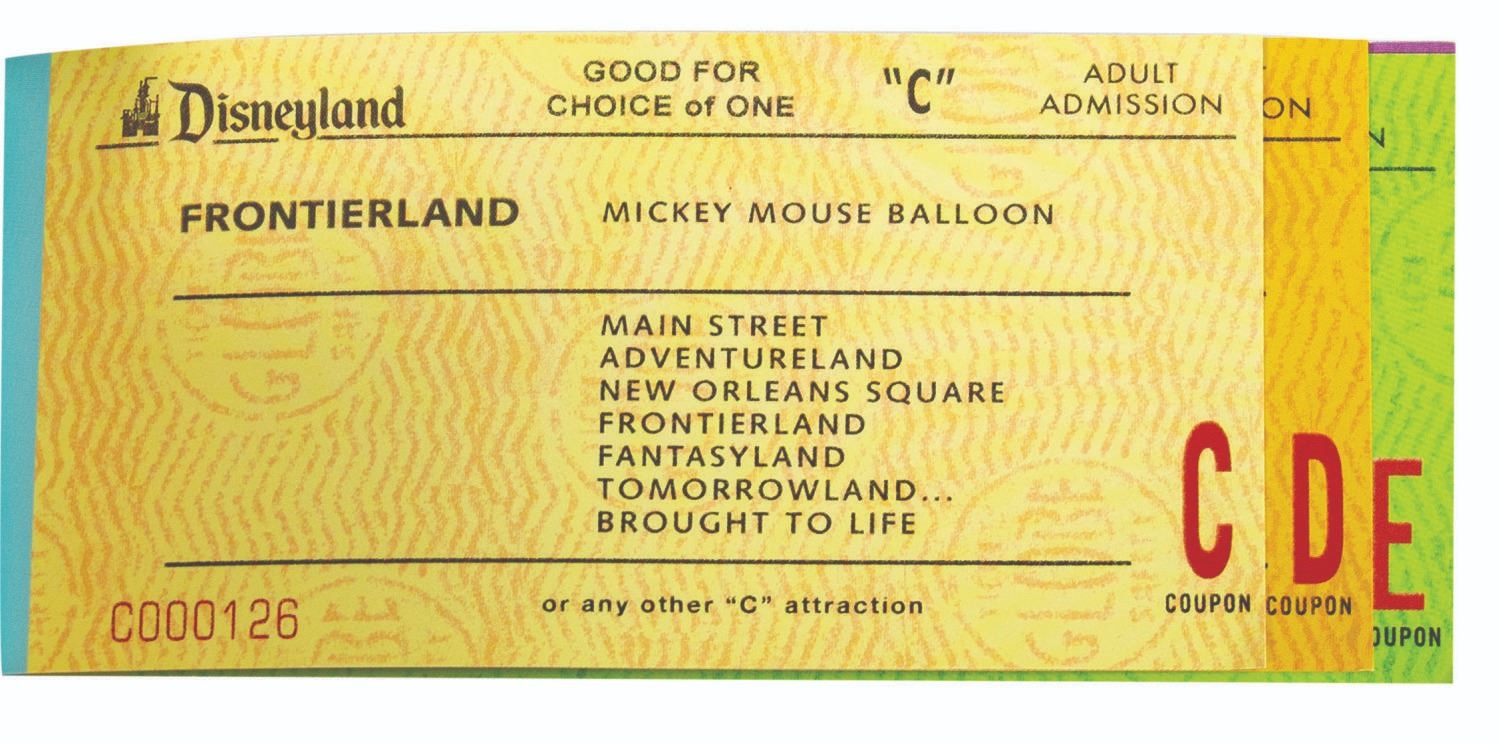 Disneyland
GOOD FOR
CHOICE of ONE
"C"
ADULT
ADMISSION
FRONTIERLAND
MICKEY MOUSE BALLOON
MAIN STREET
ADVENTURELAND
NEW ORLEANS SQUARE
FRONTIERLAND
FANTASYLAND
TOMORROWLAND...
BROUGHT TO LIFE
C000126
or any other "C" attraction
C
COUPON
ON
D
COUPON
N
E
OUPON